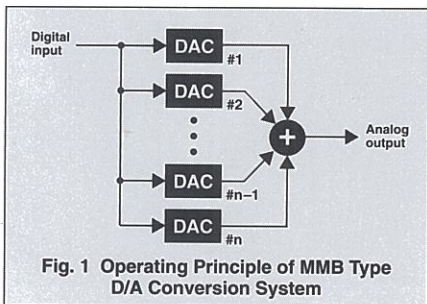 Digital
input
DAC
#1
DAC
#2
DAC
#n–1
DAC
#n
+
Analog
output
Fig. 1 Operating Principle of MMB Type
D/A Conversion System